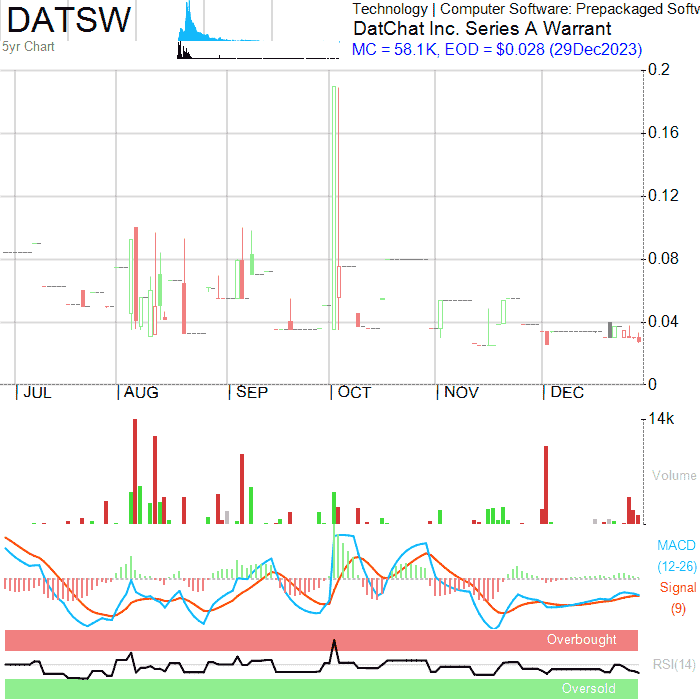 DATSW
5yr Chart
Technology | Computer Software: Prepackaged Softw
DatChat Inc. Series A Warrant
MC = 58.1K, EOD = $0.028 (29Dec2023)
0.2
0.16
0.12
0.08
0.04
0
JUL AUG SEP OCT NOV DEC
14k
Volume
MACD
(12-26)
Signal
(9)
Overbought
RSI(14)
Oversold